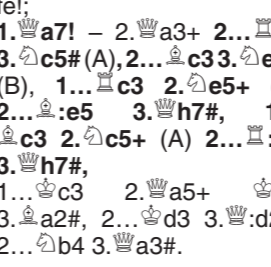 fe!;
1.♕a7! – 2.♕a3+ 2...♖
3.♘c5#(A), 2...♗c3 3.♘e
(B), 1...♖c3 2.♘e5+
2...♗:e5 3.♕h7#, 1
♗c3 2.♘c5+ (A) 2...♖:
3.♕h7#,
1...♔c3 2.♕a5+ ♔
3.♗a2#, 2...♔d3 3.♕:d2
2...♘b4 3.♕a3#.